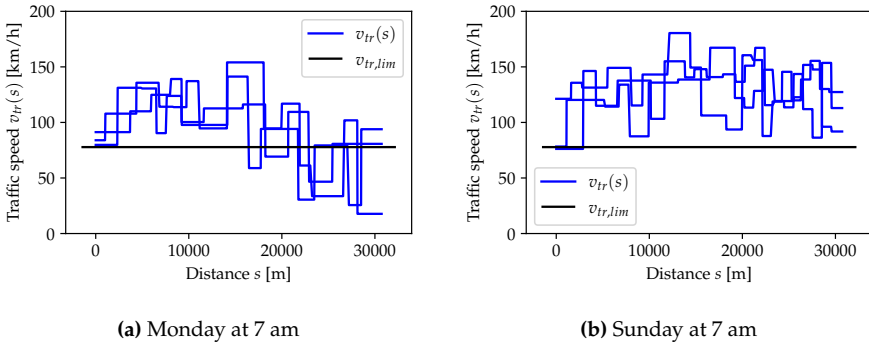 200
150
100
50
0
Traffic speed v_tr(s) [km/h]
v_tr(s)
v_tr,lim
0 10000 20000 30000
Distance s [m]
(a) Monday at 7 am
200
150
100
50
0
Traffic speed v_tr(s) [km/h]
v_tr(s)
v_tr,lim
0 10000 20000 30000
Distance s [m]
(b) Sunday at 7 am